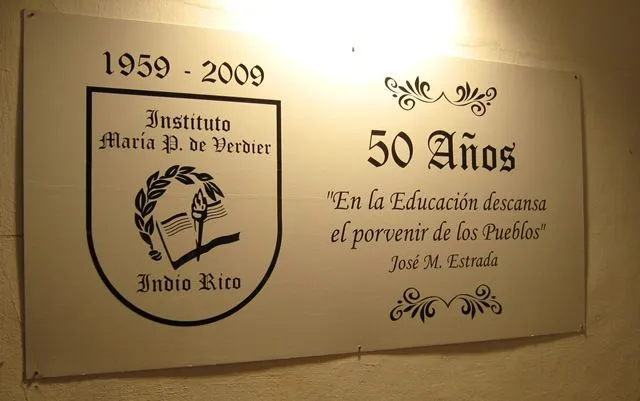 1959 - 2009
Instituto
María P. de Verdier
Indio Rico
50 Años
"En la Educación descansa
el porvenir de los Pueblos"
José M. Estrada